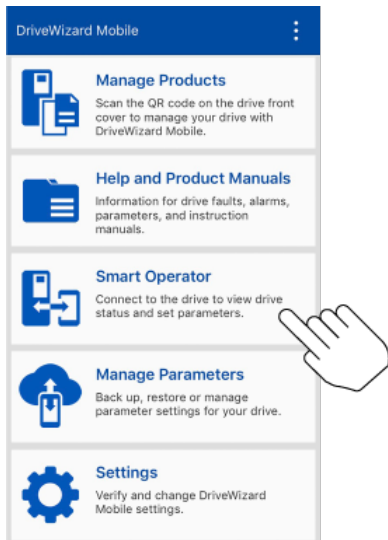 DriveWizard Mobile
Manage Products
Scan the QR code on the drive front
cover to manage your drive with
DriveWizard Mobile.
Help and Product Manuals
Information for drive faults, alarms,
parameters, and instruction
manuals.
Smart Operator
Connect to the drive to view drive
status and set parameters.
Manage Parameters
Back up, restore or manage
parameter settings for your drive.
Settings
Verify and change DriveWizard
Mobile settings.